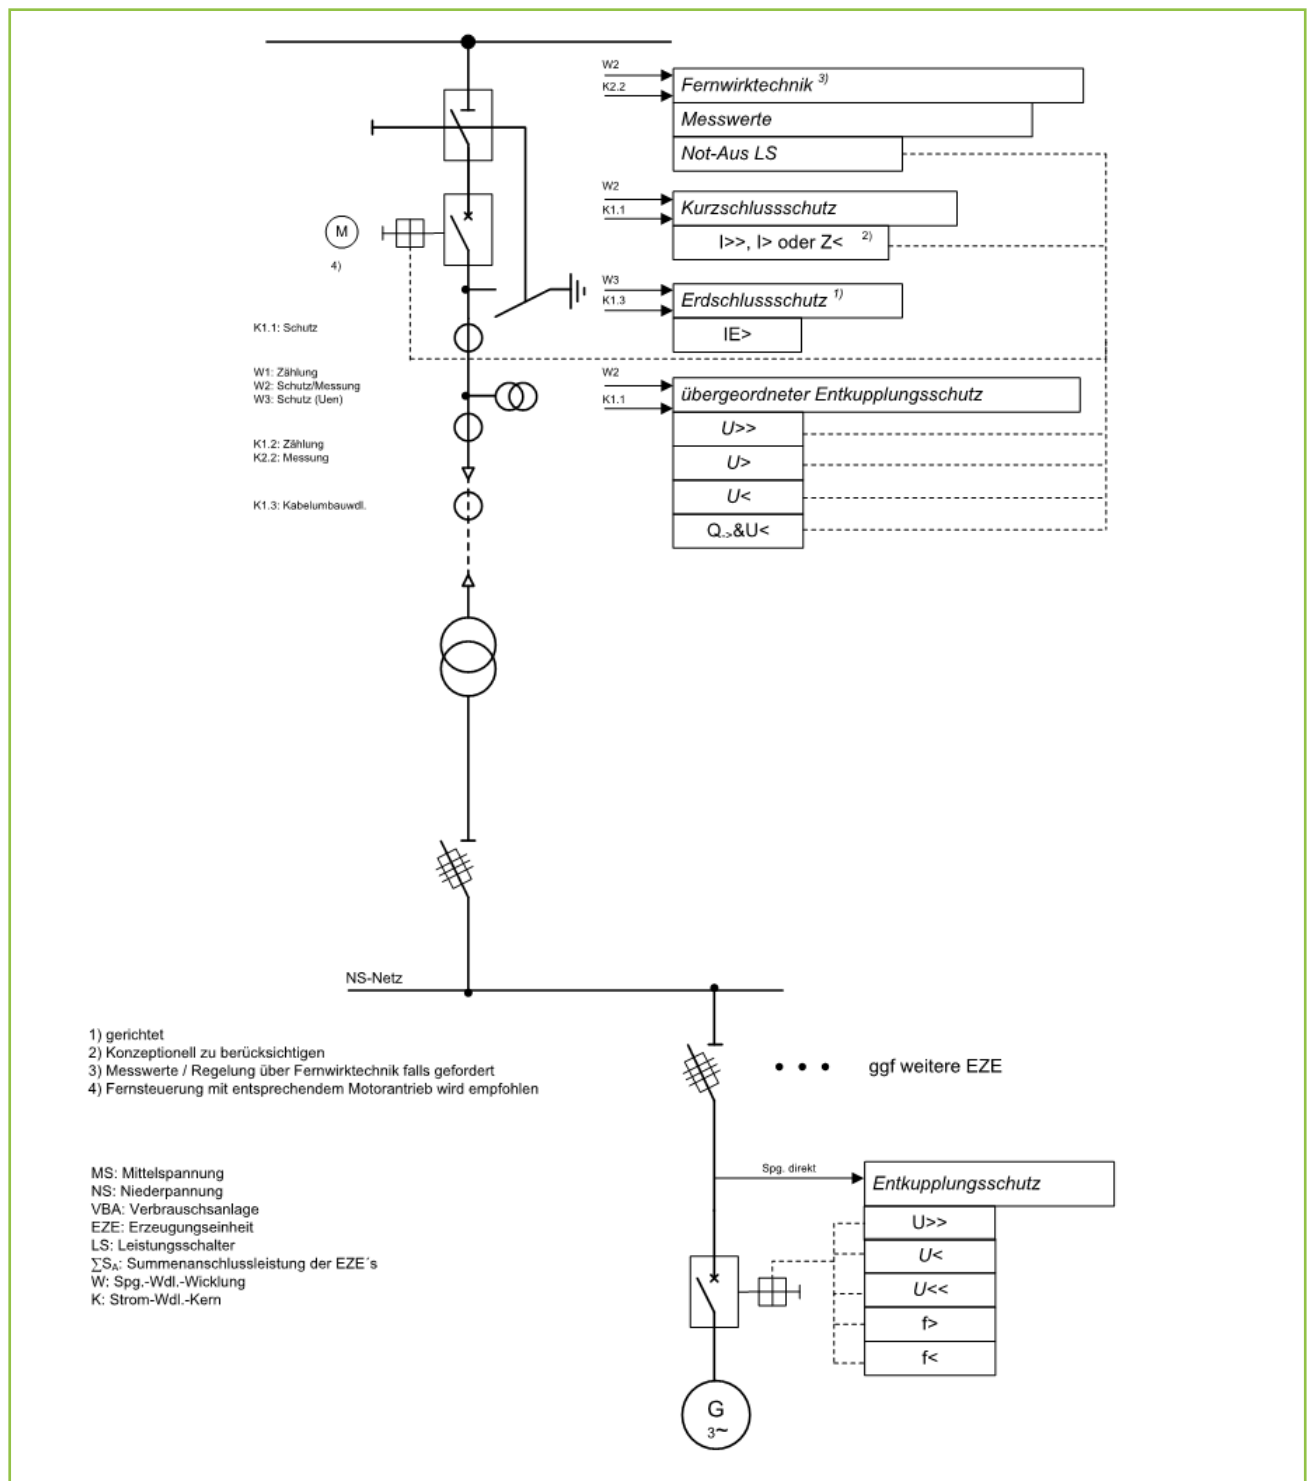 W2
K2.2
Fernwirktechnik 3)
Messwerte
Not-Aus LS
W2
K1.1
Kurzschlussschutz
I>>, I> oder Z< 2)
M
4)
W3
K1.3
Erdschlussschutz 1)
IE>
K1.1: Schutz
W1: Zählung
W2: Schutz/Messung
W3: Schutz (Uen)
W2
K1.1
übergeordneter Entkupplungsschutz
U>>
U>
U<
Q->&U<
K1.2: Zählung
K2.2: Messung
K1.3: Kabelumbauwdl.
NS-Netz
1) gerichtet
2) Konzeptionell zu berücksichtigen
3) Messwerte / Regelung über Fernwirktechnik falls gefordert
4) Fernsteuerung mit entsprechendem Motorantrieb wird empfohlen
ggf weitere EZE
MS: Mittelspannung
NS: Niederpannung
VBA: Verbrauschsanlage
EZE: Erzeugungseinheit
LS: Leistungsschalter
∑SA: Summenanschlussleistung der EZE´s
W: Spg.-Wdl.-Wicklung
K: Strom-Wdl.-Kern
Spg. direkt
Entkupplungsschutz
U>>
U<
U<<
f>
f<
G
3~